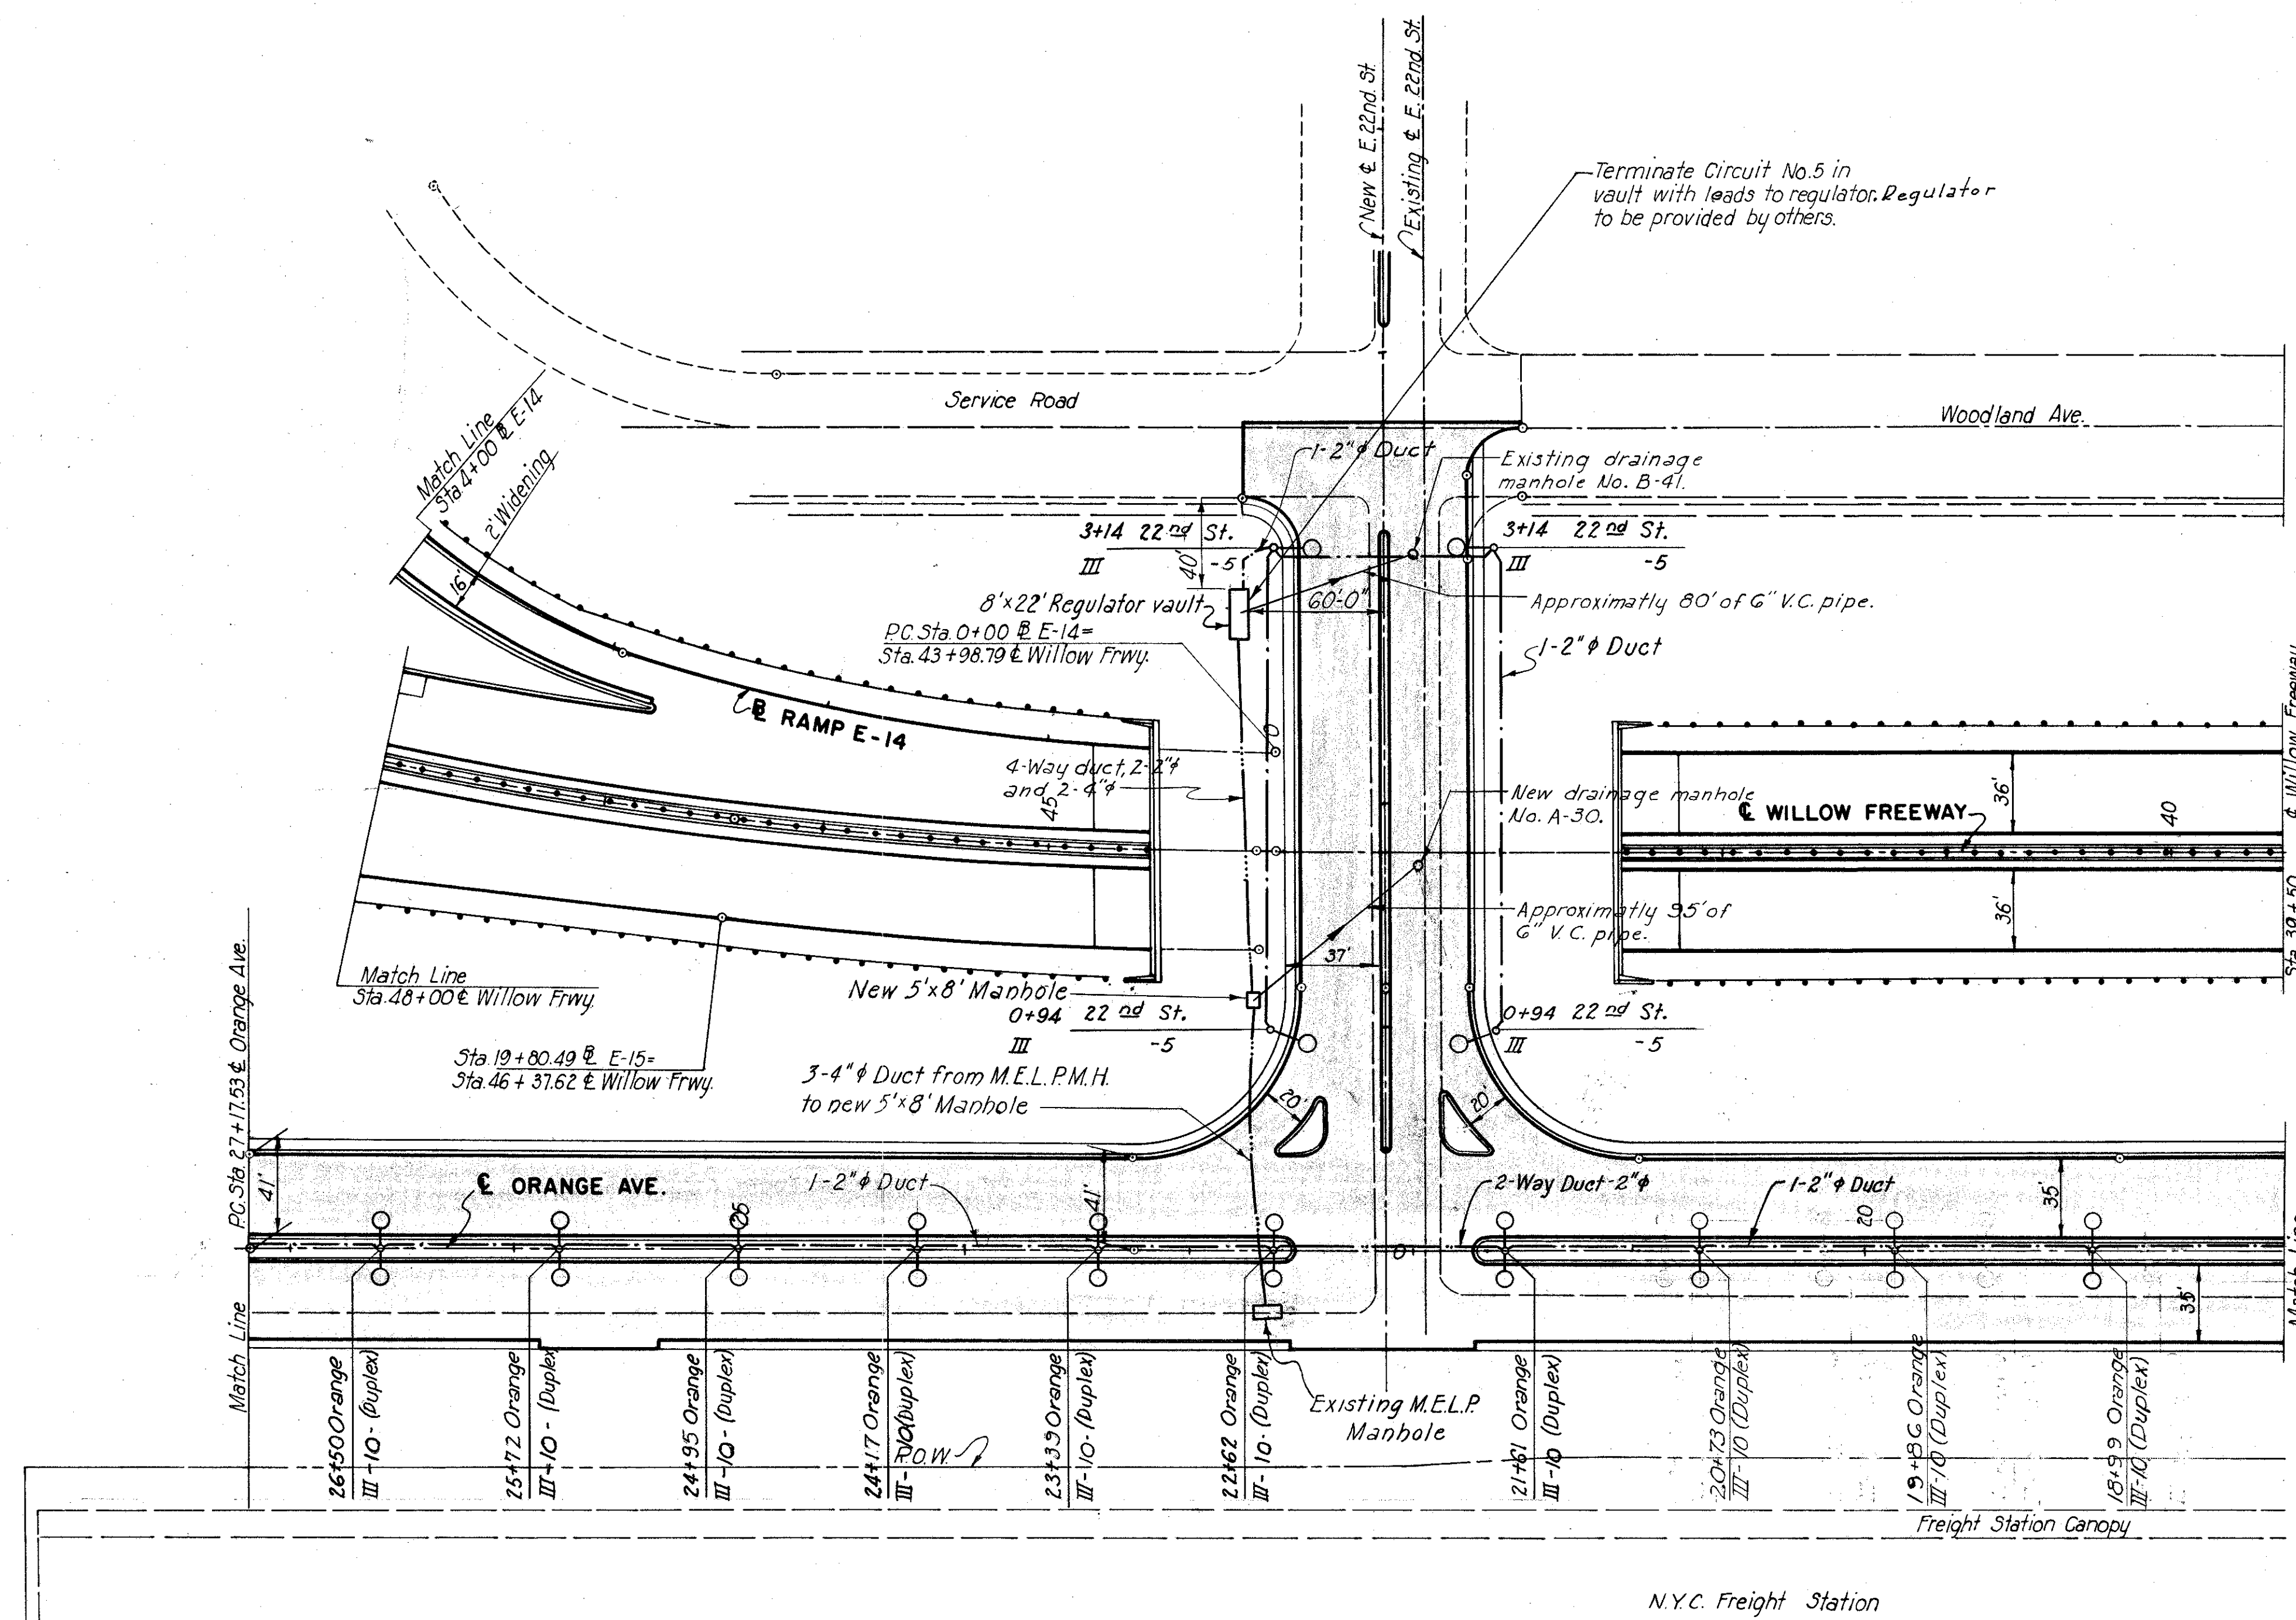 New ℄ E. 22nd. St.
Existing ℄ E. 22nd. St.
Terminate Circuit No.5 in
vault with leads to regulator. Regulator
to be provided by others.
Service Road
Woodland Ave.
Match Line
Sta. 4+00 ℄ E-14
2' Widening
16'
1-2"φ Duct
Existing drainage
manhole No. B-41.
3+14 22nd St.
III -5
40'
3+14 22nd St.
III -5
8'x22' Regulator vault
60'-0"
Approximatly 80' of 6" V.C. pipe.
P.C. Sta. 0+00 ℄ E-14=
Sta. 43+98.79 ℄ Willow Frwy.
1-2"φ Duct
℄ RAMP E-14
0
4-Way duct, 2-2"φ
and 2-4"φ
45
New drainage manhole
No. A-30.
℄ WILLOW FREEWAY
36'
40
36'
Approximatly 95' of
6" V.C. pipe.
37'
Match Line
Sta. 48+00 ℄ Willow Frwy.
New 5'x8' Manhole
0+94 22nd St.
III -5
0+94 22nd St.
III -5
Sta. 19+80.49 ℄ E-15=
Sta. 46+37.62 ℄ Willow Frwy.
3-4"φ Duct from M.E.L.P.M.H.
to new 5'x8' Manhole
20'
20'
P.C. Sta. 27+17.53 ℄ Orange Ave.
Match Line
41'
℄ ORANGE AVE.
1-2"φ Duct
41'
2-Way Duct-2"φ
1-2"φ Duct
35'
25
20
35'
Sta. 39+50 ℄ Willow Freeway
Match Line
26+50 Orange
III-10-(Duplex)
25+72 Orange
III-10-(Duplex)
24+95 Orange
III-10-(Duplex)
24+17 Orange
III-10(Duplex)
23+39 Orange
III-10-(Duplex)
22+62 Orange
III-10-(Duplex)
21+61 Orange
III-10 (Duplex)
20+73 Orange
III-10 (Duplex)
19+86 Orange
III-10 (Duplex)
18+99 Orange
III-10 (Duplex)
Existing M.E.L.P.
Manhole
R.O.W.
Freight Station Canopy
N.Y.C. Freight Station